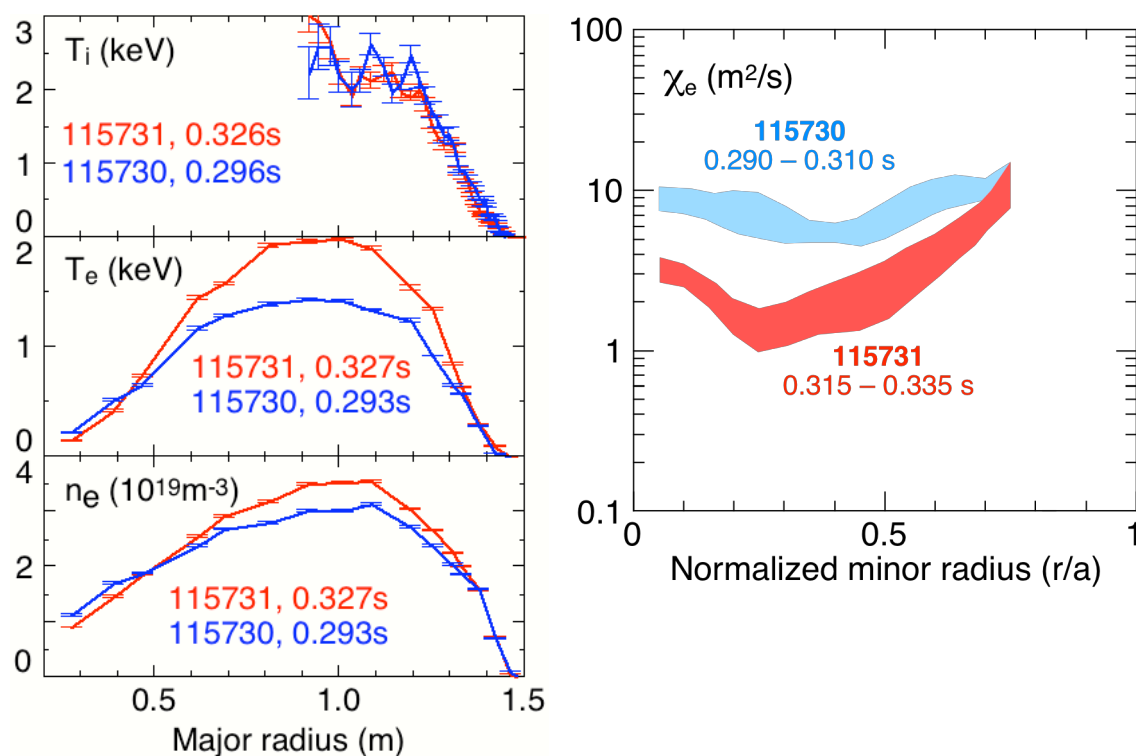 3
T_i (keV)
2
115731, 0.326s
115730, 0.296s
1
0
2
T_e (keV)
1
115731, 0.327s
115730, 0.293s
0
4
n_e (10¹⁹m⁻³)
2
115731, 0.327s
115730, 0.293s
0
0.5
1.0
1.5
Major radius (m)
100
χ_e (m²/s)
115730
0.290 – 0.310 s
10
1
115731
0.315 – 0.335 s
0.1
0
0.5
1
Normalized minor radius (r/a)